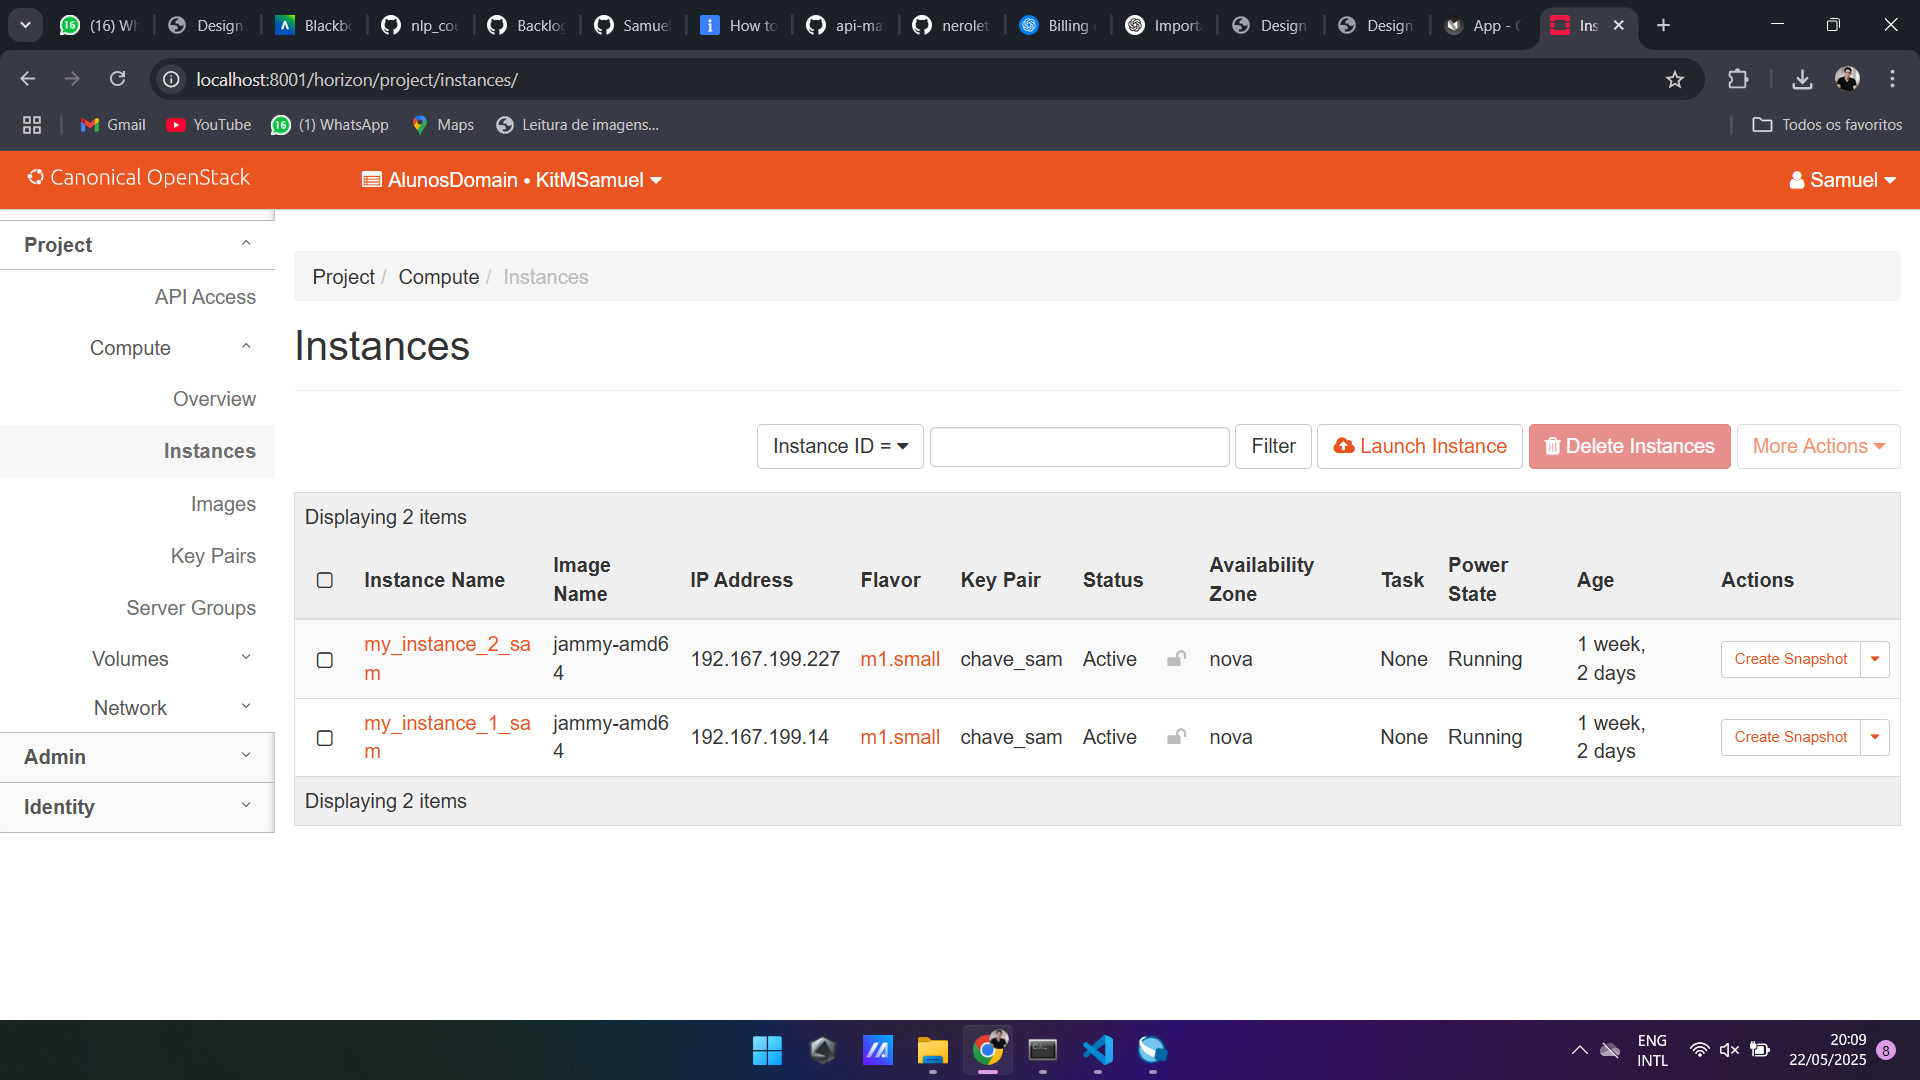 (16) Wh
Design
Blackbo
nlp_cou
Backlog
Samuel
How to
api-ma
nerolet
Billing
Importa
Design
Design
App -
Ins
localhost:8001/horizon/project/instances/
Gmail
YouTube
(1) WhatsApp
Maps
Leitura de imagens...
Todos os favoritos
Canonical OpenStack
AlunosDomain • KitMSamuel
Samuel
Project
API Access
Compute
Overview
Instances
Images
Key Pairs
Server Groups
Volumes
Network
Admin
Identity
Project / Compute / Instances
Instances
Instance ID =
Filter
Launch Instance
Delete Instances
More Actions
Displaying 2 items
Instance Name Image Name IP Address Flavor Key Pair Status Availability Zone Task Power State Age Actions
my_instance_2_sam jammy-amd64 192.167.199.227 m1.small chave_sam Active nova None Running 1 week, 2 days Create Snapshot
my_instance_1_sam jammy-amd64 192.167.199.14 m1.small chave_sam Active nova None Running 1 week, 2 days Create Snapshot
Displaying 2 items
ENG
INTL
20:09
22/05/2025
8